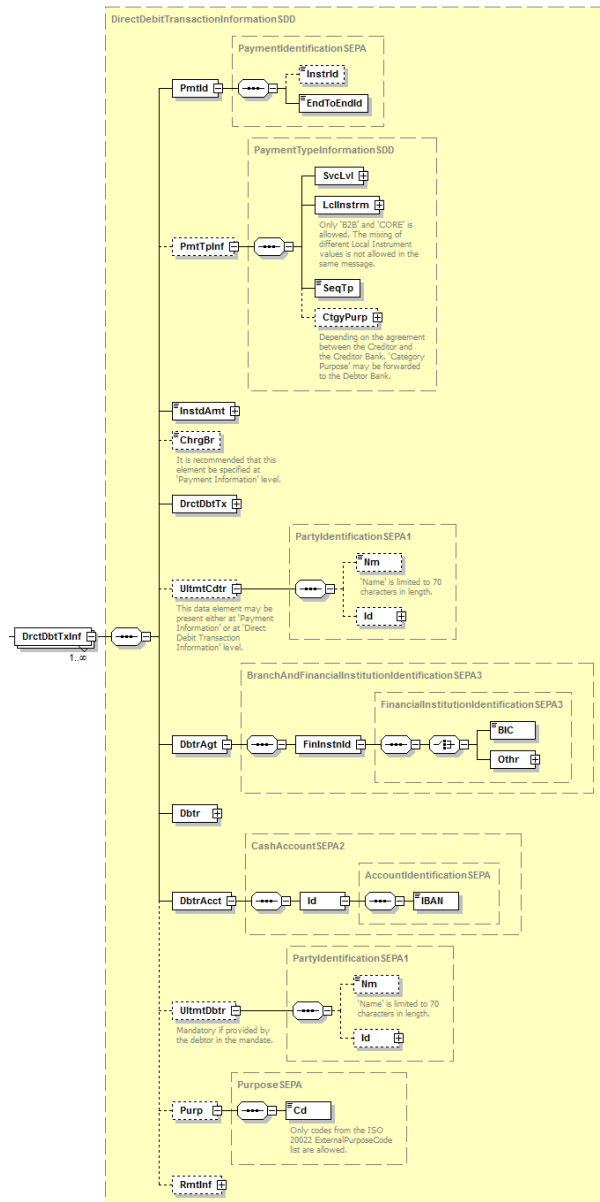 DirectDebitTransactionInformationSDD
PaymentIdentificationSEPA
InstrId
PmtId
EndToEndId
PaymentTypeInformationSDD
SvcLvl
LclInstrm
Only 'B2B' and 'CORE' is
allowed. The mixing of
different Local Instrument
values is not allowed in the
same message.
PmtTpInf
SeqTp
CtgyPurp
Depending on the agreement
between the Creditor and
the Creditor Bank, 'Category
Purpose' may be forwarded
to the Debtor Bank.
InstdAmt
ChrgBr
It is recommended that this
element be specified at
'Payment Information' level.
DrctDbtTx
PartyIdentificationSEPA1
Nm
'Name' is limited to 70
characters in length.
UltmtCdtr
This data element may be
present either at 'Payment
Information' or at 'Direct
Debit Transaction
Information' level.
Id
DrctDbtTxInf
1..∞
BranchAndFinancialInstitutionIdentificationSEPA3
FinancialInstitutionIdentificationSEPA3
BIC
DbtrAgt
FinInstnId
Othr
Dbtr
CashAccountSEPA2
AccountIdentificationSEPA
DbtrAcct
Id
IBAN
PartyIdentificationSEPA1
Nm
'Name' is limited to 70
characters in length.
UltmtDbtr
Mandatory if provided by
the debtor in the mandate.
Id
PurposeSEPA
Purp
Cd
Only codes from the ISO
20022 ExternalPurposeCode
list are allowed.
RmtInf